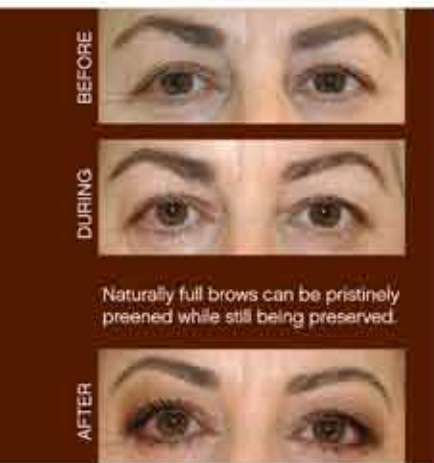 BEFORE
DURING
Naturally full brows can be pristinely
preened while still being preserved.
AFTER